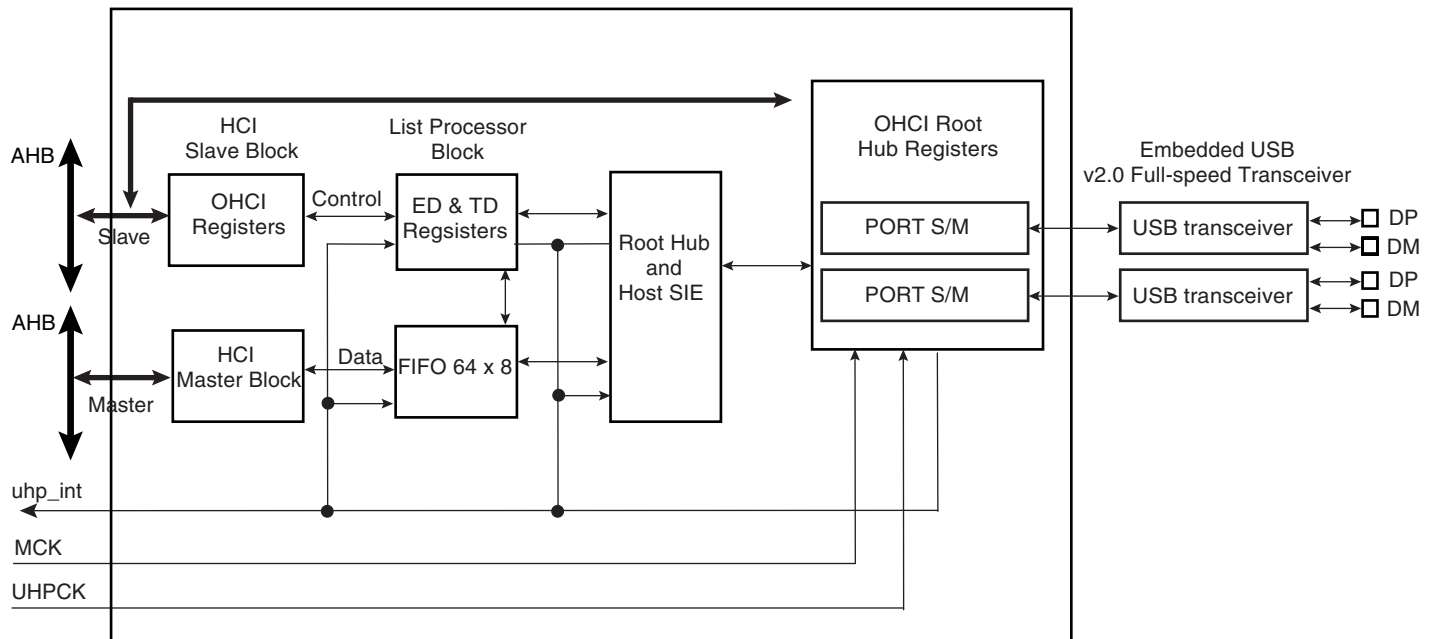 HCI
Slave Block
List Processor
Block
OHCI Root
Hub Registers
Embedded USB
v2.0 Full-speed Transceiver
AHB
Slave
OHCI
Registers
Control
ED & TD
Regsisters
Root Hub
and
Host SIE
PORT S/M
USB transceiver
DP
DM
PORT S/M
USB transceiver
DP
DM
AHB
Master
HCI
Master Block
Data
FIFO 64 x 8
uhp_int
MCK
UHPCK